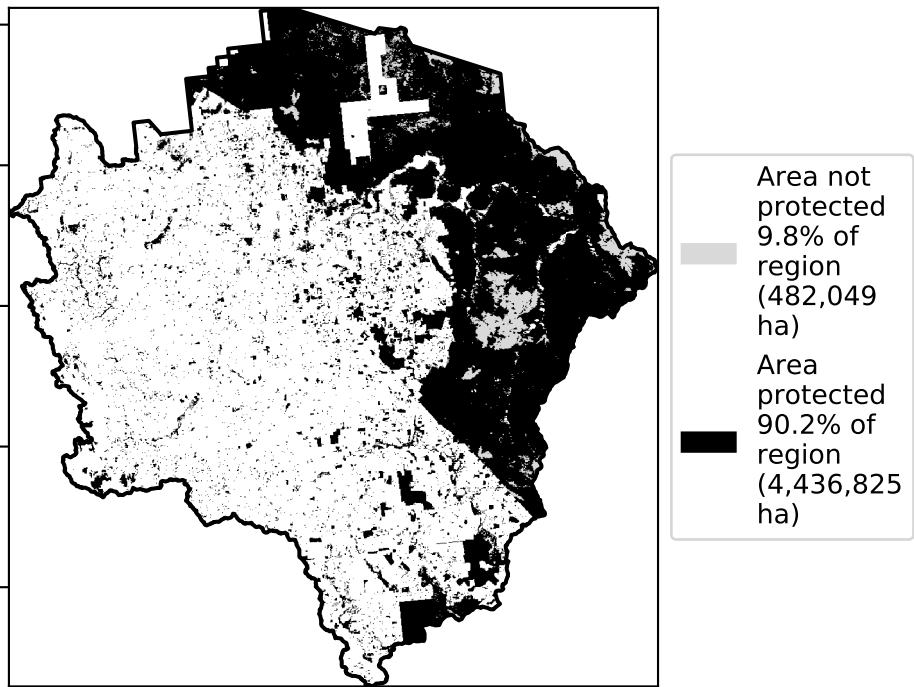 Area not
protected
9.8% of
region
(482,049
ha)
Area
protected
90.2% of
region
(4,436,825
ha)